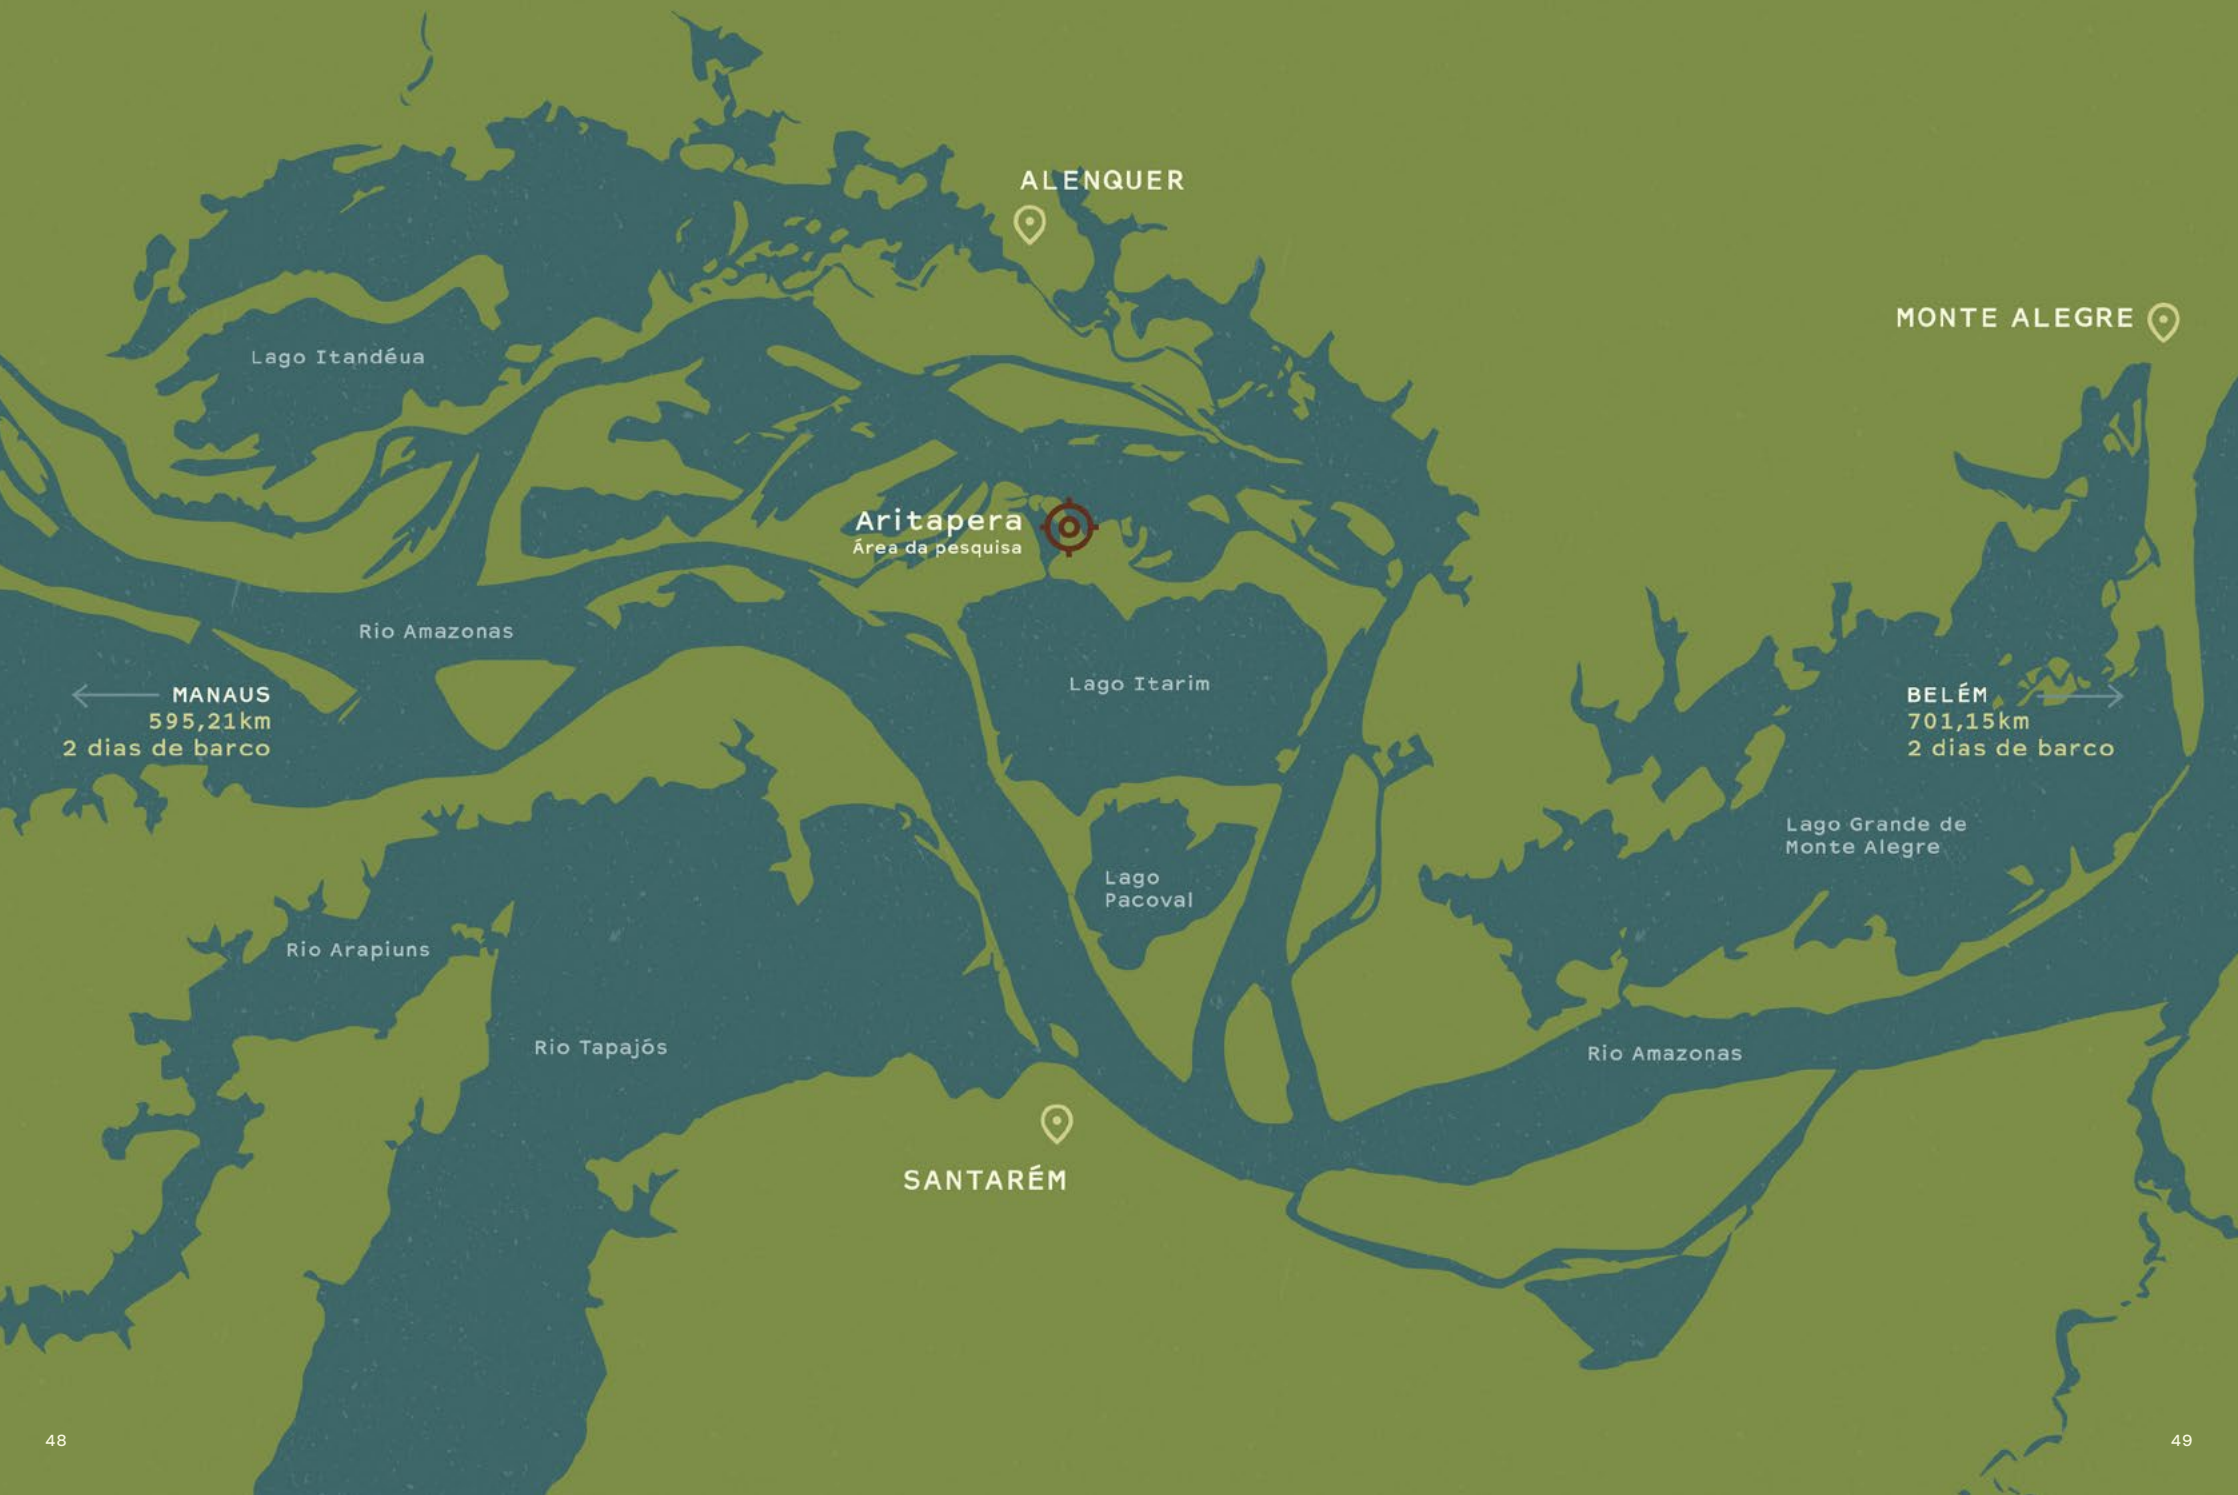 ALENQUER
MONTE ALEGRE
Lago Itandéua
Aritapera
Área da pesquisa
Rio Amazonas
Lago Itarim
MANAUS
595,21km
2 dias de barco
BELÉM
701,15km
2 dias de barco
Lago Grande de
Monte Alegre
Lago
Pacoval
Rio Arapiuns
Rio Tapajós
Rio Amazonas
SANTARÉM
48
49